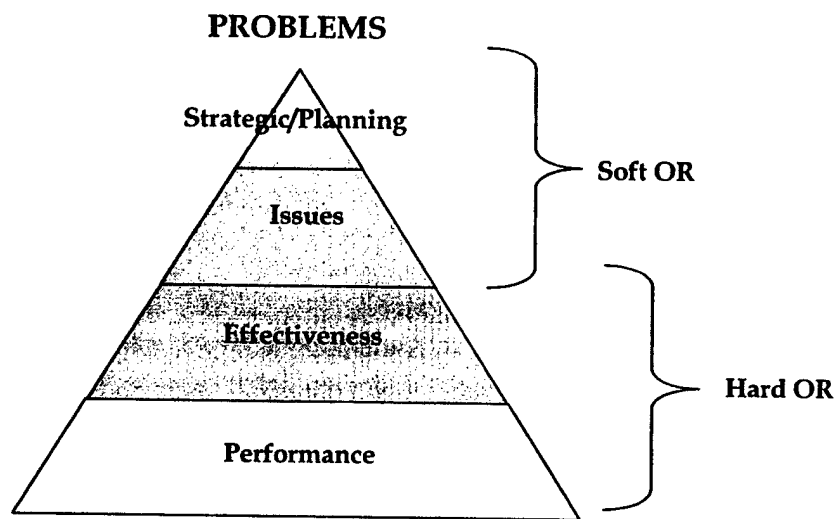 PROBLEMS
Strategic/Planning
Soft OR
Issues
Effectiveness
Hard OR
Performance